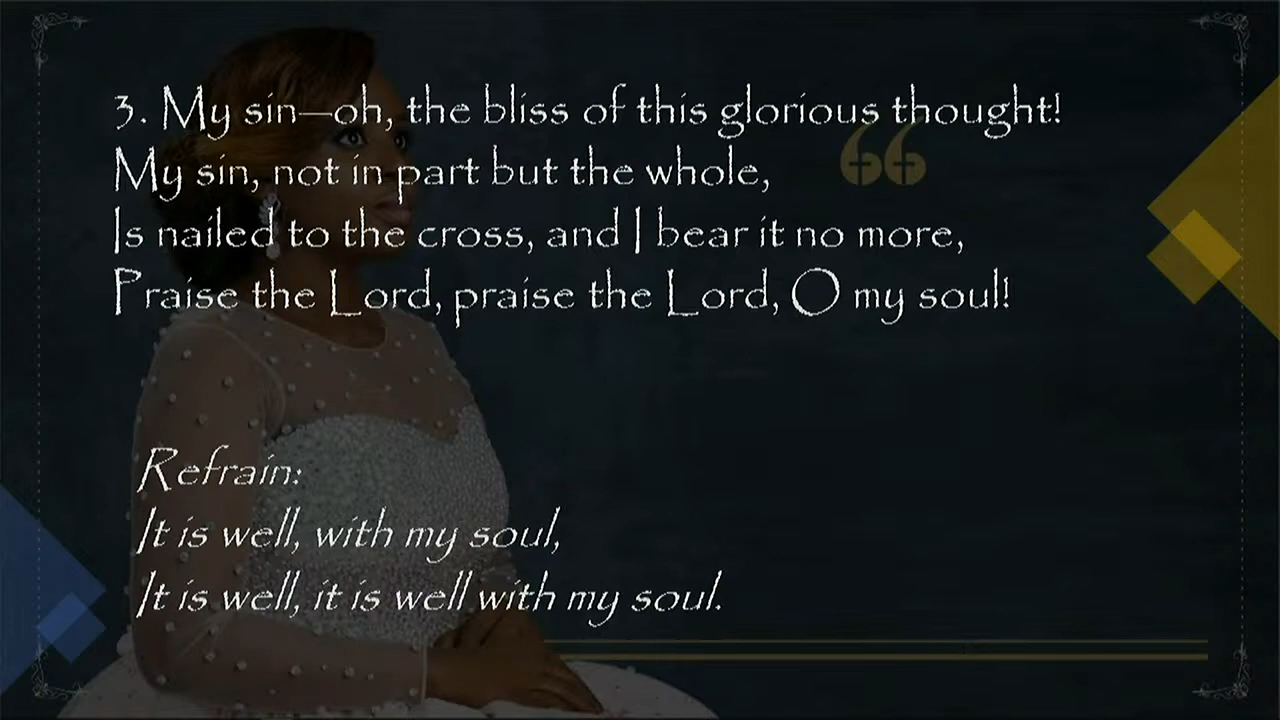 3. My sin—oh, the bliss of this glorious thought!
My sin, not in part but the whole,
Is nailed to the cross, and I bear it no more,
Praise the Lord, praise the Lord, O my soul!
Refrain:
It is well, with my soul,
It is well, it is well with my soul.